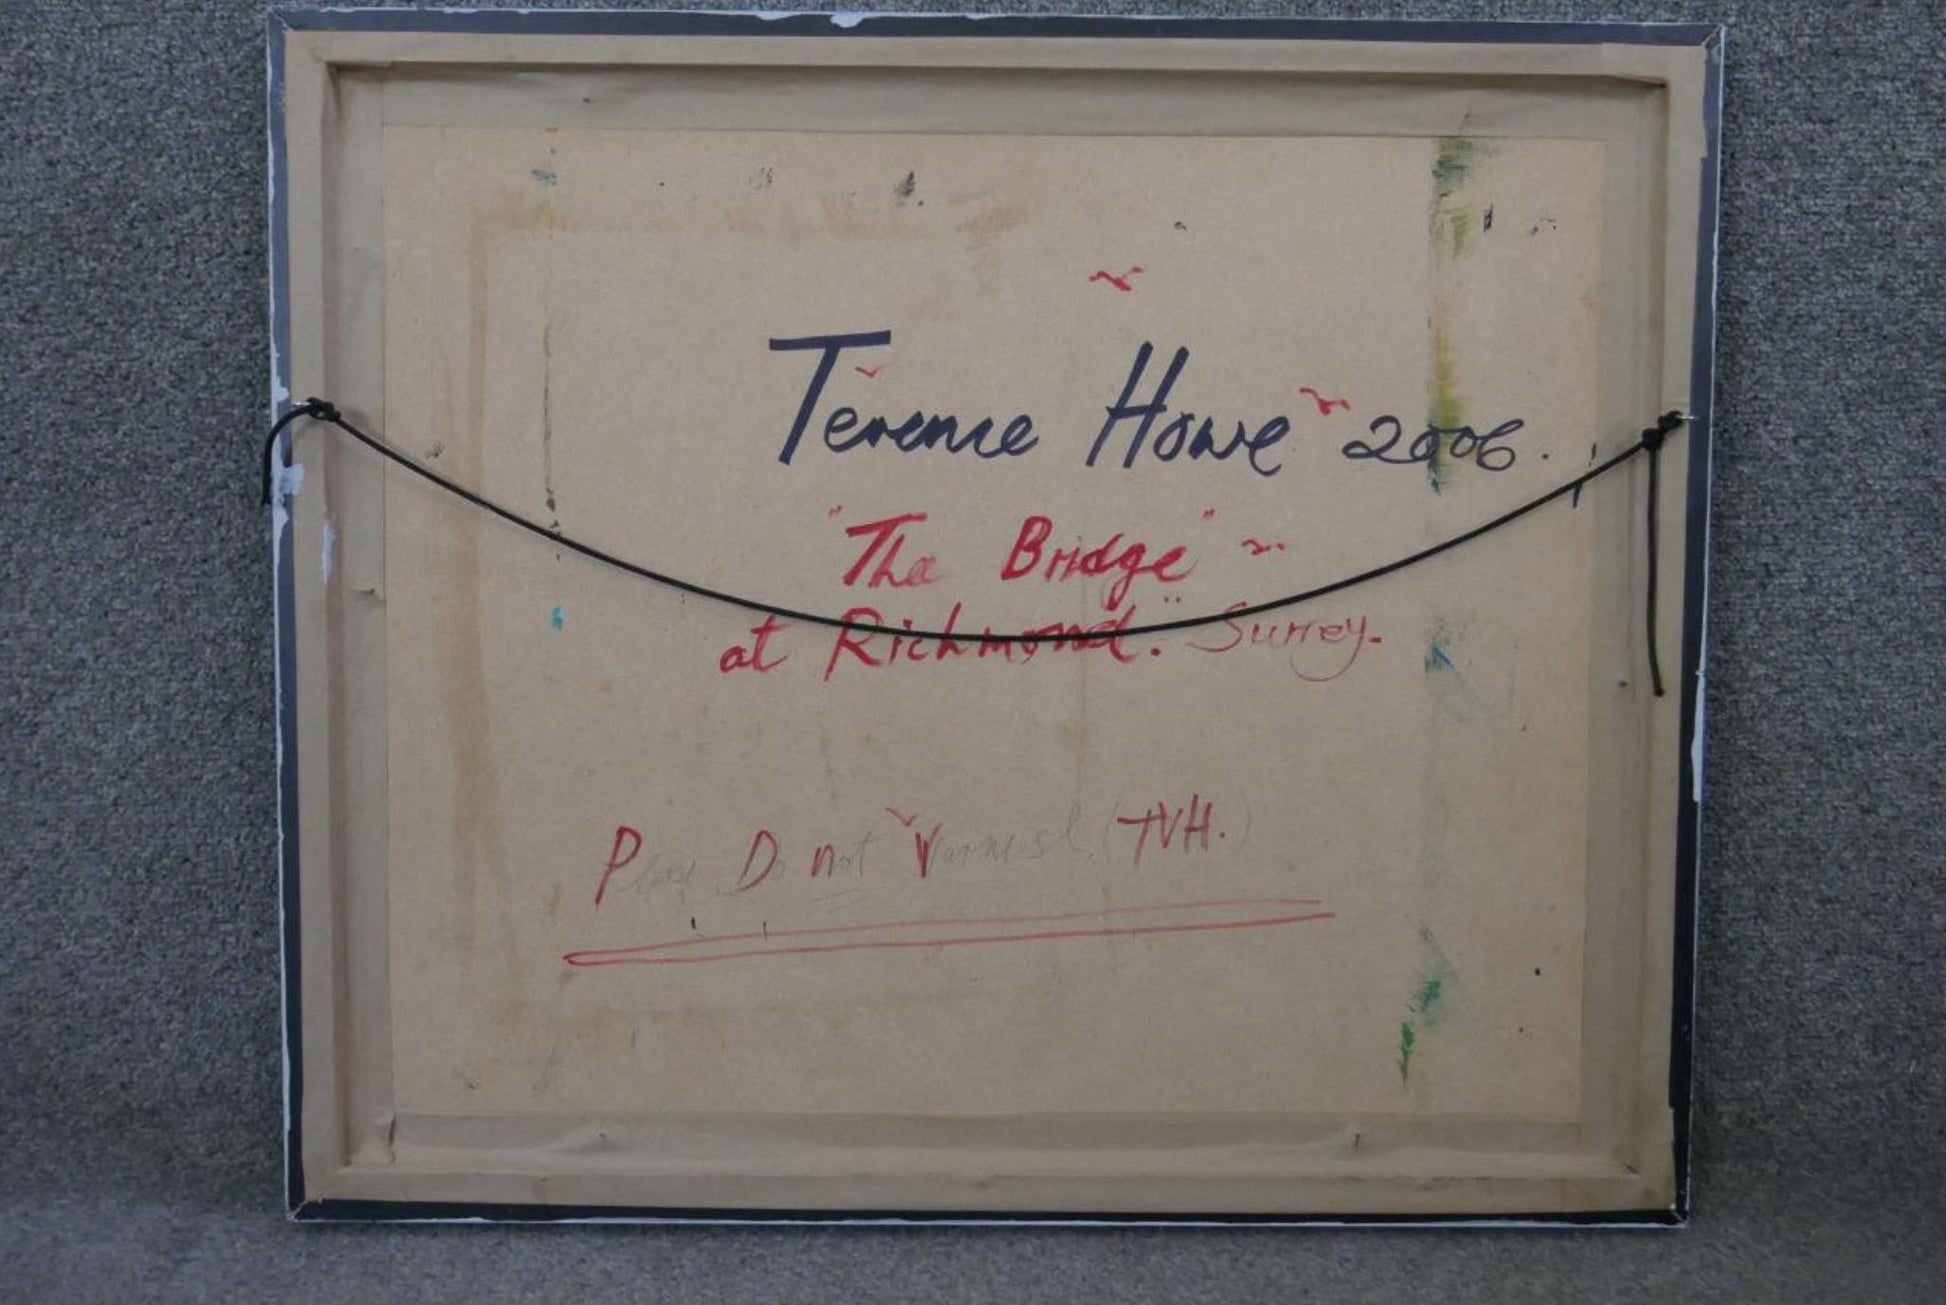 Terence Howe 2006.
"The Bridge" ~
at Richmond." Surrey.
Please Do not Varnish. (TVH.)